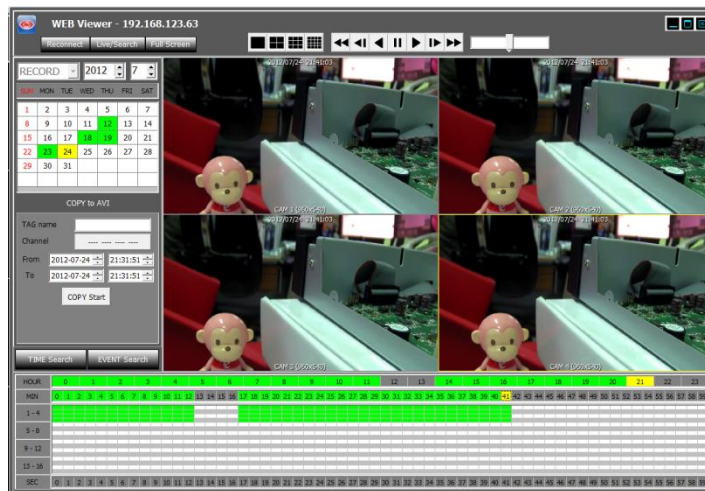 WEB Viewer - 192.168.123.63
Reconnect Live/Search Full Screen
RECORD 2012 7
SUN MON TUE WED THU FRI SAT
1 2 3 4 5 6 7
8 9 10 11 12 13 14
15 16 17 18 19 20 21
22 23 24 25 26 27 28
29 30 31
COPY to AVI
TAG name
Channel ---- ---- ---- ----
From 2012-07-24 21:31:51
To 2012-07-24 21:31:51
COPY Start
TIME Search EVENT Search
2012/07/24 21:41:03
2012/07/24 21:41:03
CAM 1 (960x540)
CAM 2 (960x540)
2012/07/24 21:41:03
2012/07/24 21:41:03
CAM 3 (960x540)
CAM 4 (960x540)
HOUR 0 1 2 3 4 5 6 7 8 9 10 11 12 13 14 15 16 17 18 19 20 21 22 23
MIN 0 1 2 3 4 5 6 7 8 9 10 11 12 13 14 15 16 17 18 19 20 21 22 23 24 25 26 27 28 29 30 31 32 33 34 35 36 37 38 39 40 41 42 43 44 45 46 47 48 49 50 51 52 53 54 55 56 57 58 59
1 - 4
5 - 8
9 - 12
13 - 16
SEC 0 1 2 3 4 5 6 7 8 9 10 11 12 13 14 15 16 17 18 19 20 21 22 23 24 25 26 27 28 29 30 31 32 33 34 35 36 37 38 39 40 41 42 43 44 45 46 47 48 49 50 51 52 53 54 55 56 57 58 59